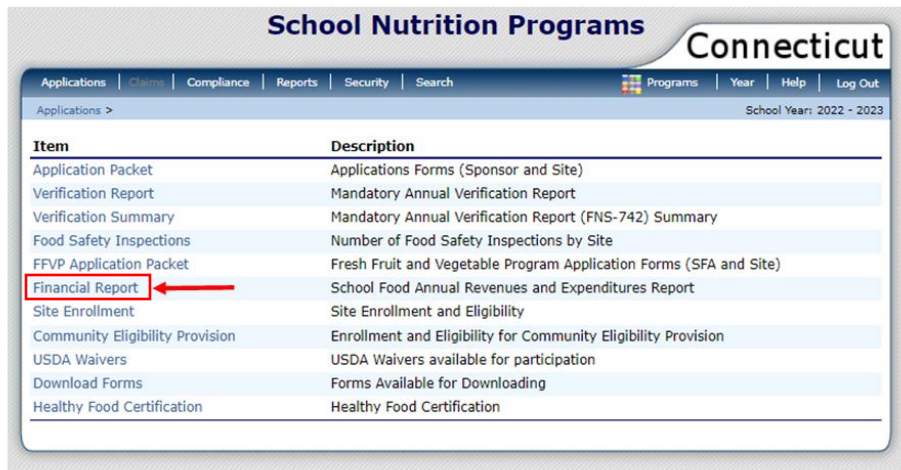 School Nutrition Programs
Connecticut
Applications | Claims | Compliance | Reports | Security | Search Programs | Year | Help | Log Out
Applications > School Year: 2022 - 2023
Item Description
Application Packet Applications Forms (Sponsor and Site)
Verification Report Mandatory Annual Verification Report
Verification Summary Mandatory Annual Verification Report (FNS-742) Summary
Food Safety Inspections Number of Food Safety Inspections by Site
FFVP Application Packet Fresh Fruit and Vegetable Program Application Forms (SFA and Site)
Financial Report School Food Annual Revenues and Expenditures Report
Site Enrollment Site Enrollment and Eligibility
Community Eligibility Provision Enrollment and Eligibility for Community Eligibility Provision
USDA Waivers USDA Waivers available for participation
Download Forms Forms Available for Downloading
Healthy Food Certification Healthy Food Certification